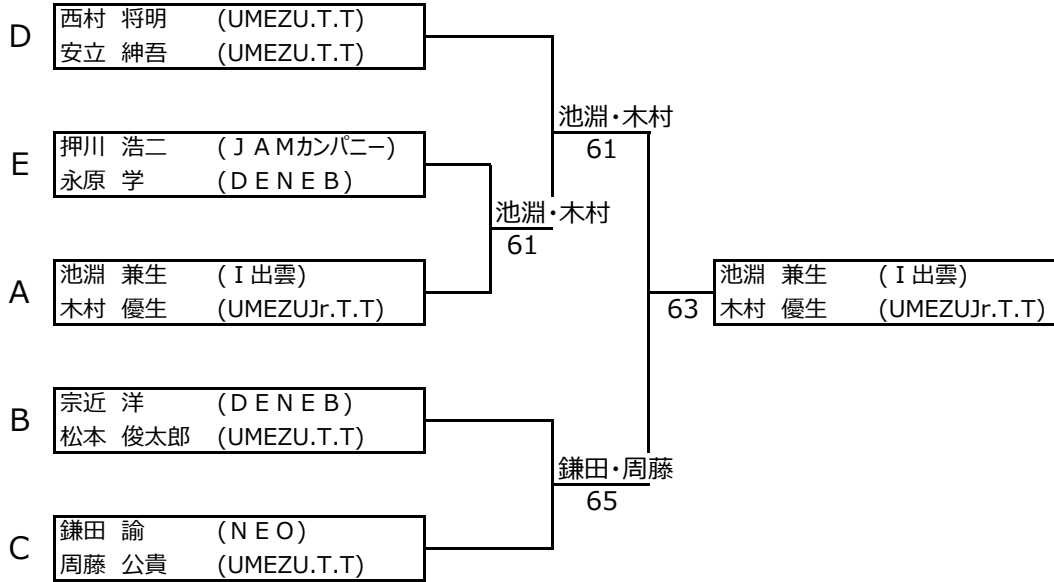 D
西村 将明 (UMEZU.T.T)
安立 紳吾 (UMEZU.T.T)
池淵・木村
61
E
押川 浩二 (ＪＡＭカンパニー)
永原 学 (ＤＥＮＥＢ)
池淵・木村
61
A
池淵 兼生 (Ｉ出雲)
木村 優生 (UMEZUJr.T.T)
63
池淵 兼生 (Ｉ出雲)
木村 優生 (UMEZUJr.T.T)
B
宗近 洋 (ＤＥＮＥＢ)
松本 俊太郎 (UMEZU.T.T)
鎌田・周藤
65
C
鎌田 諭 (ＮＥＯ)
周藤 公貴 (UMEZU.T.T)